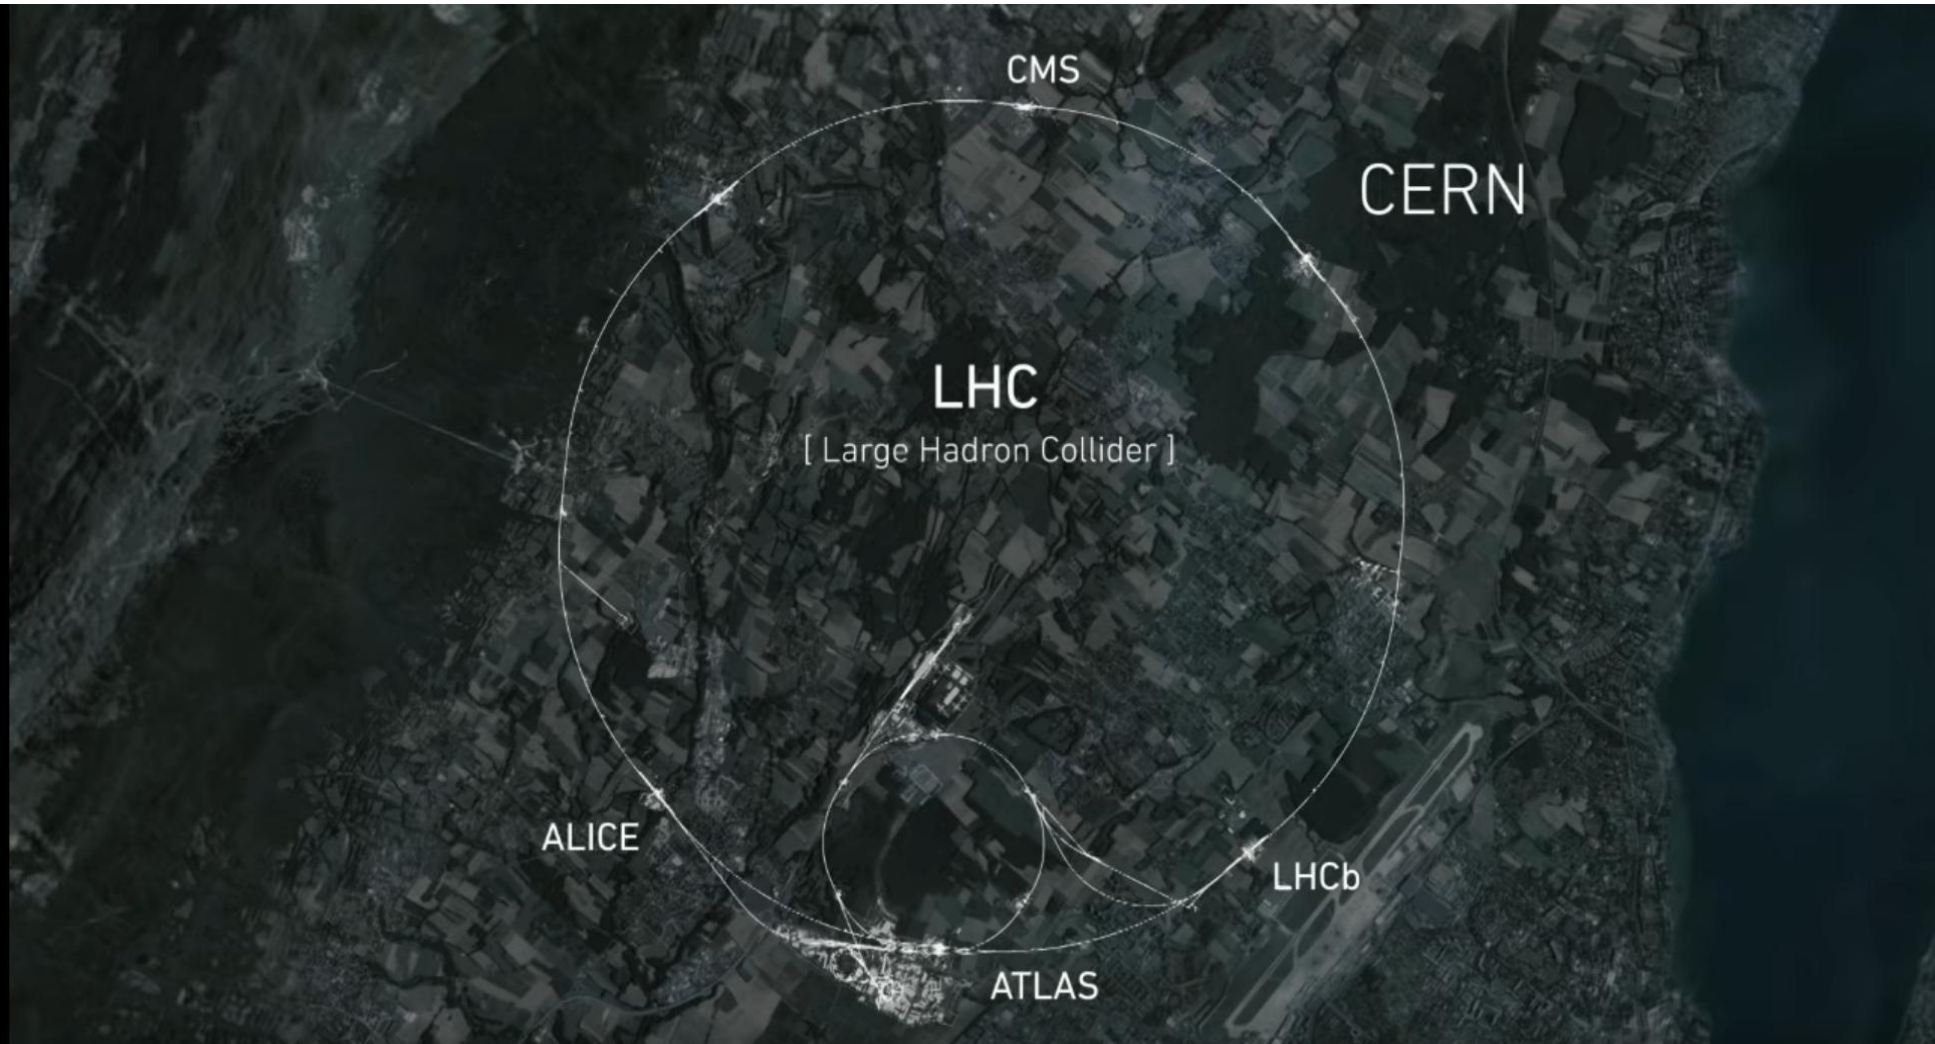 CMS
CERN
LHC
[ Large Hadron Collider ]
ALICE
LHCb
ATLAS